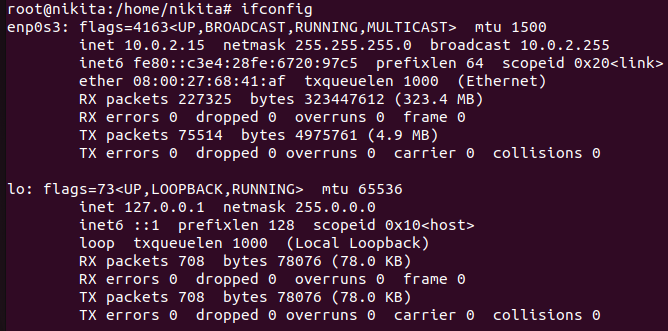 root@nikita:/home/nikita# ifconfig
enp0s3: flags=4163<UP,BROADCAST,RUNNING,MULTICAST>  mtu 1500
        inet 10.0.2.15  netmask 255.255.255.0  broadcast 10.0.2.255
        inet6 fe80::c3e4:28fe:6720:97c5  prefixlen 64  scopeid 0x20<link>
        ether 08:00:27:68:41:af  txqueuelen 1000  (Ethernet)
        RX packets 227325  bytes 323447612 (323.4 MB)
        RX errors 0  dropped 0  overruns 0  frame 0
        TX packets 75514  bytes 4975761 (4.9 MB)
        TX errors 0  dropped 0 overruns 0  carrier 0  collisions 0

lo: flags=73<UP,LOOPBACK,RUNNING>  mtu 65536
        inet 127.0.0.1  netmask 255.0.0.0
        inet6 ::1  prefixlen 128  scopeid 0x10<host>
        loop  txqueuelen 1000  (Local Loopback)
        RX packets 708  bytes 78076 (78.0 KB)
        RX errors 0  dropped 0  overruns 0  frame 0
        TX packets 708  bytes 78076 (78.0 KB)
        TX errors 0  dropped 0 overruns 0  carrier 0  collisions 0